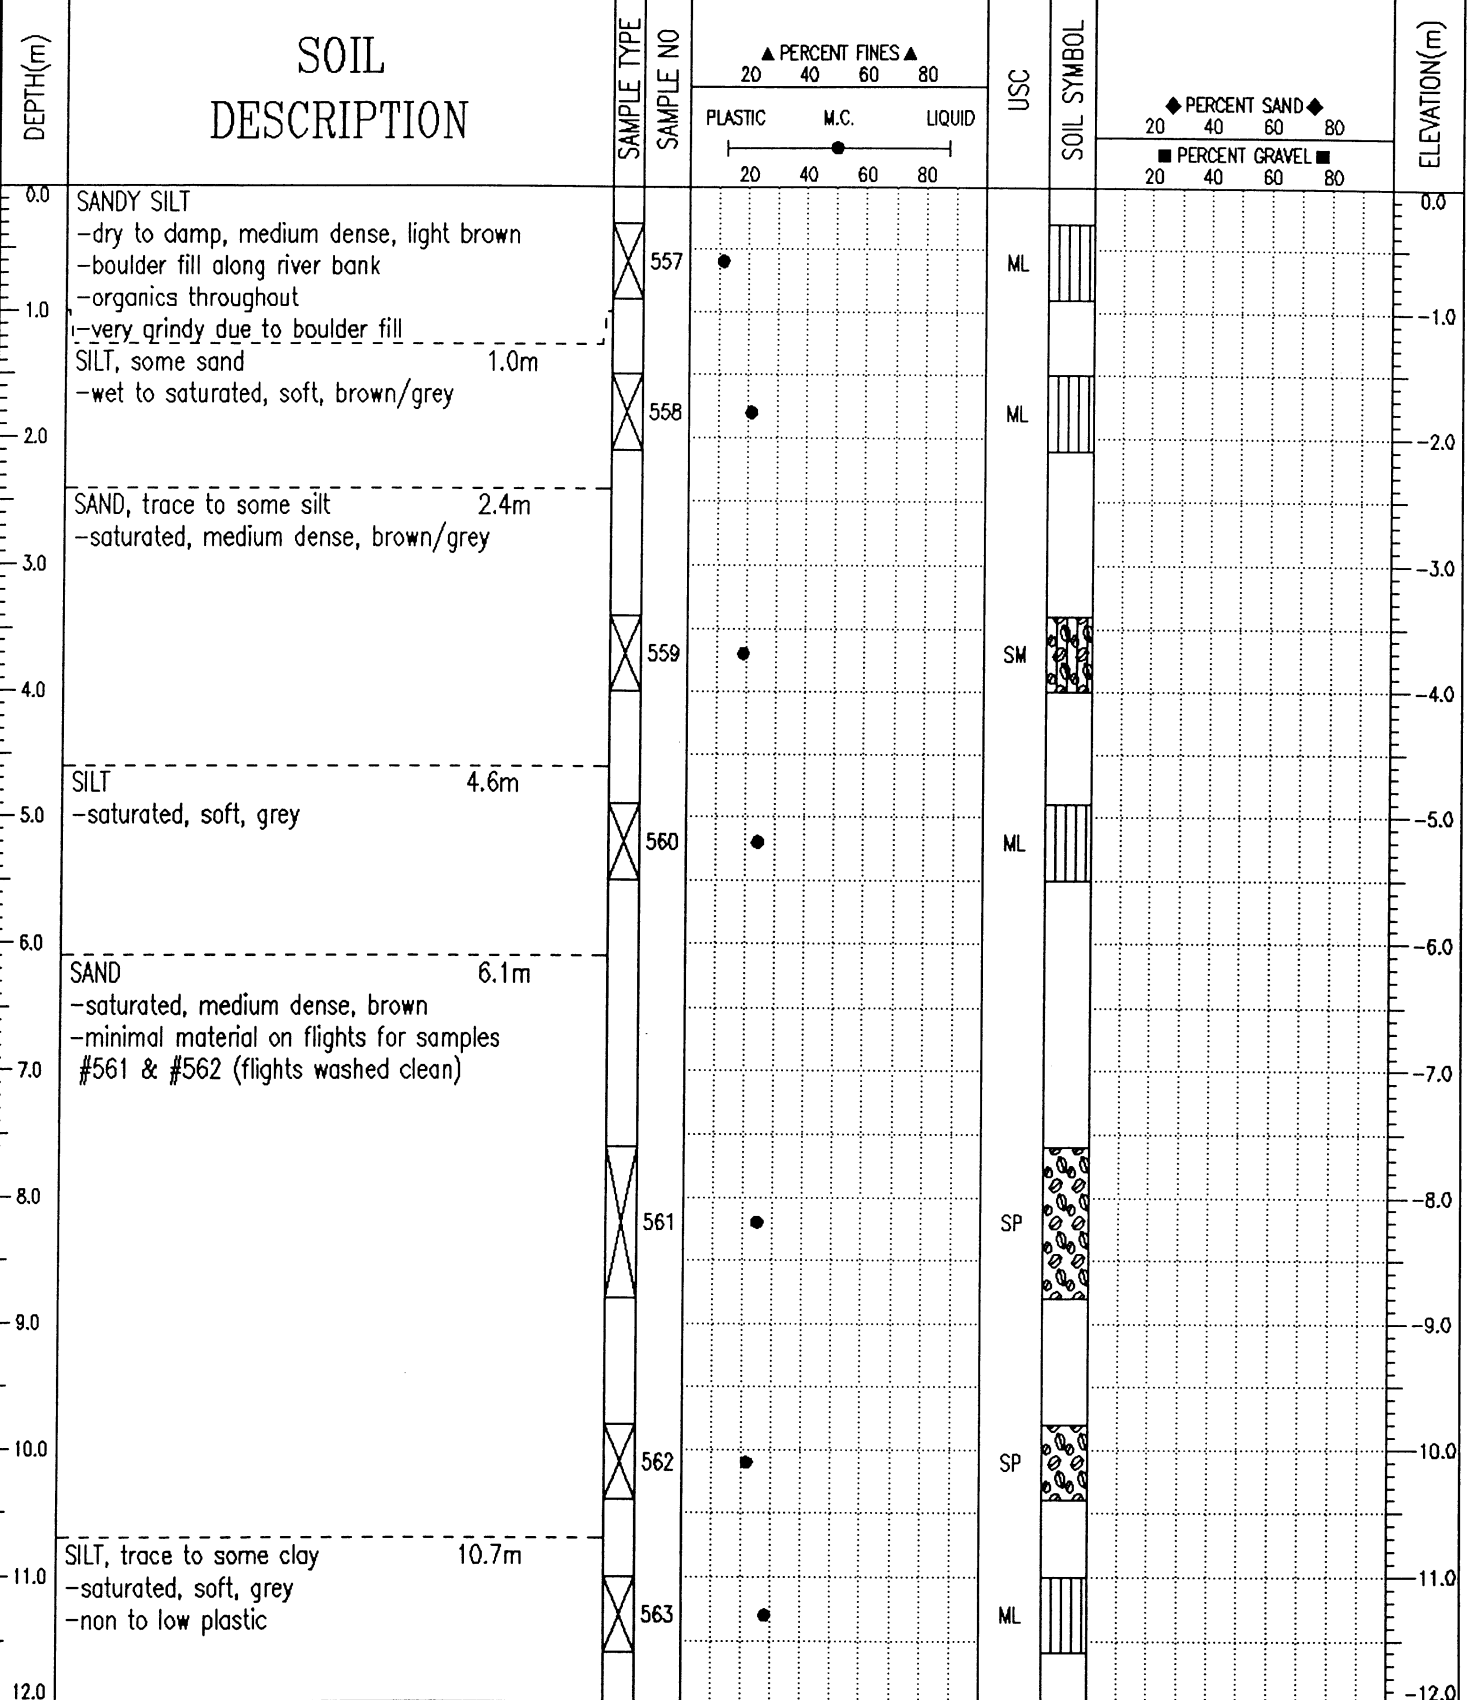 DEPTH(m)
SOIL
DESCRIPTION
SAMPLE TYPE
SAMPLE NO
▲ PERCENT FINES ▲
20 40 60 80
PLASTIC M.C. LIQUID
20 40 60 80
USC
SOIL SYMBOL
◆ PERCENT SAND ◆
20 40 60 80
■ PERCENT GRAVEL ■
20 40 60 80
ELEVATION(m)
0.0 SANDY SILT 0.0
-dry to damp, medium dense, light brown
-boulder fill along river bank 557 ML
-organics throughout
1.0 -1.0
-very grindy due to boulder fill
SILT, some sand 1.0m
-wet to saturated, soft, brown/grey
558 ML
2.0 -2.0
SAND, trace to some silt 2.4m
-saturated, medium dense, brown/grey
3.0 -3.0
559 SM
4.0 -4.0
SILT 4.6m
5.0 -saturated, soft, grey -5.0
560 ML
6.0 -6.0
SAND 6.1m
-saturated, medium dense, brown
-minimal material on flights for samples
7.0 #561 & #562 (flights washed clean) -7.0
8.0 -8.0
561 SP
9.0 -9.0
10.0 -10.0
562 SP
SILT, trace to some clay 10.7m
11.0 -saturated, soft, grey -11.0
-non to low plastic 563 ML
12.0 -12.0